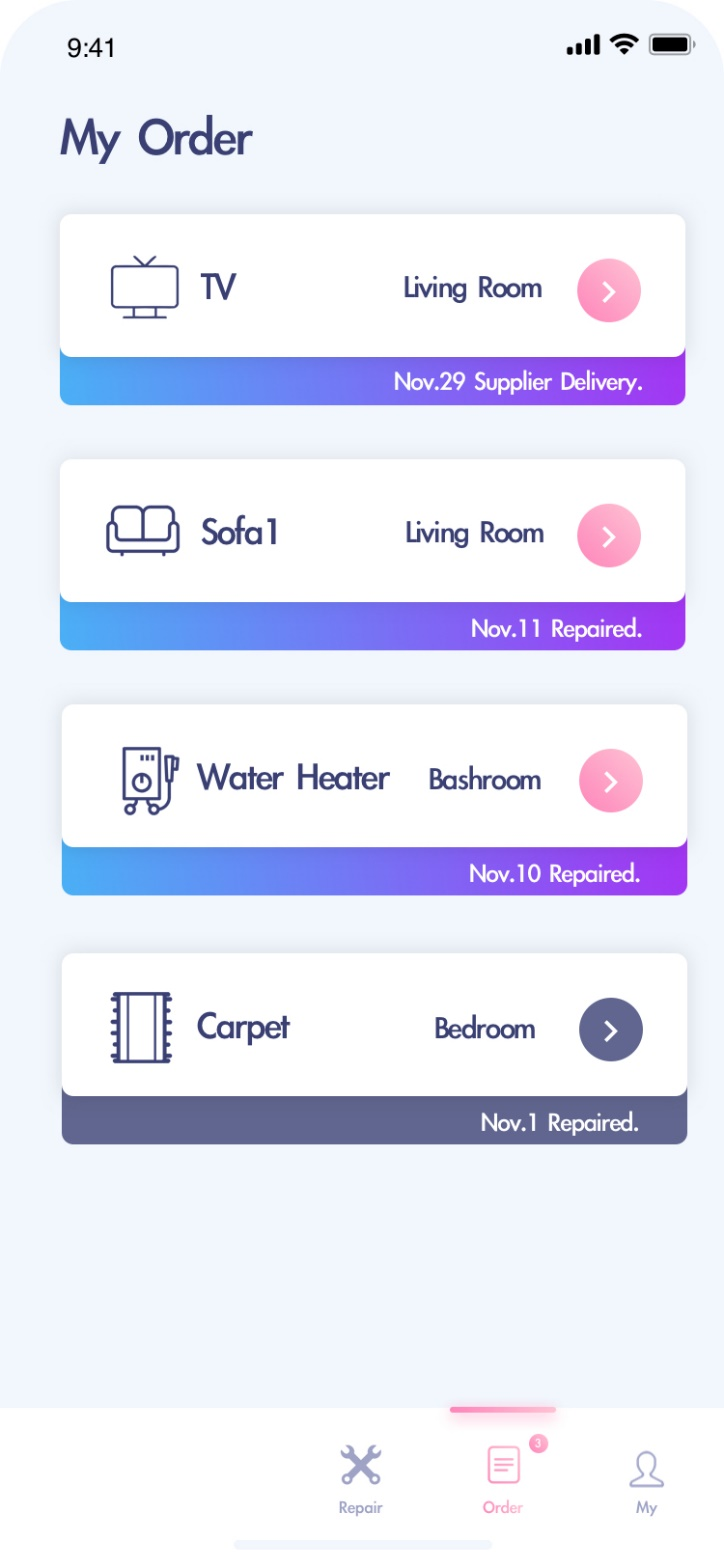 9:41
My Order
TV Living Room
Nov.29 Supplier Delivery.
Sofa1 Living Room
Nov.11 Repaired.
Water Heater Bashroom
Nov.10 Repaired.
Carpet Bedroom
Nov.1 Repaired.
3
Repair Order My